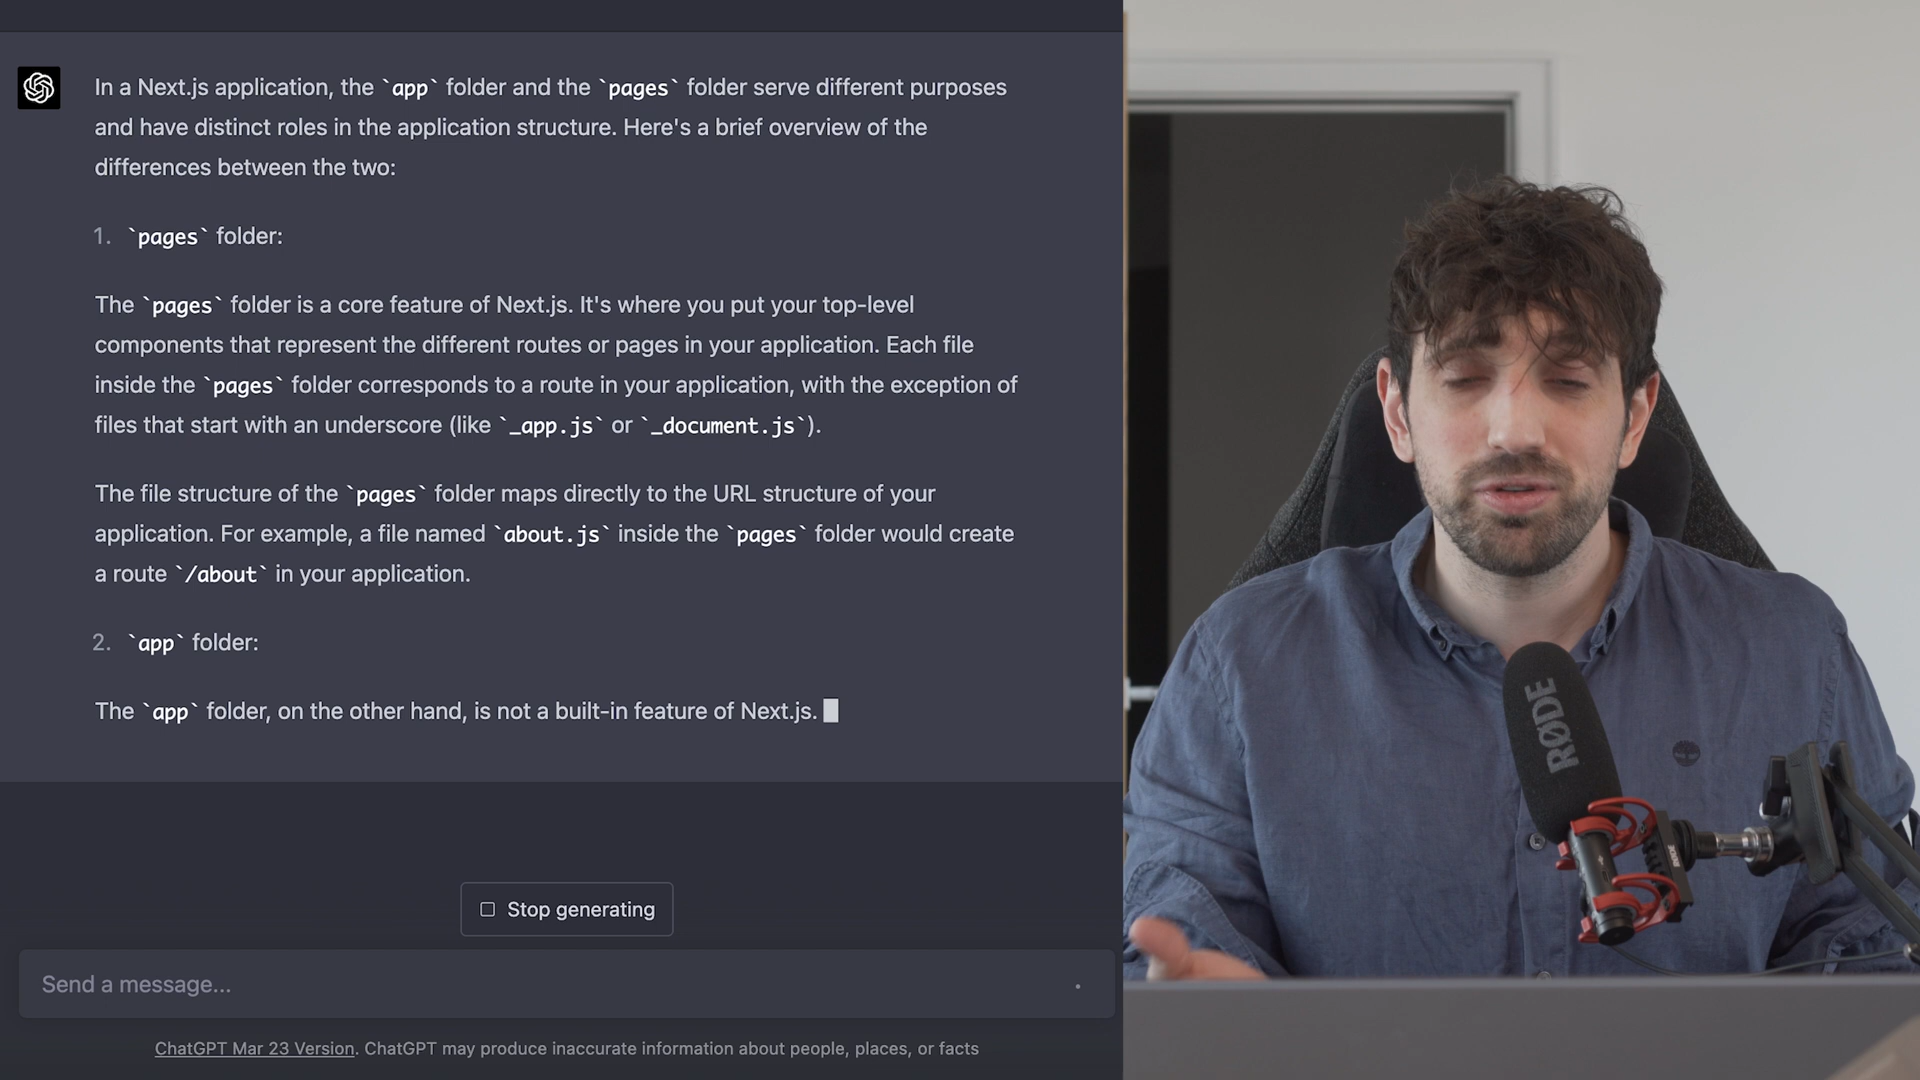 In a Next.js application, the `app` folder and the `pages` folder serve different purposes
and have distinct roles in the application structure. Here's a brief overview of the
differences between the two:
1. `pages` folder:
The `pages` folder is a core feature of Next.js. It's where you put your top-level
components that represent the different routes or pages in your application. Each file
inside the `pages` folder corresponds to a route in your application, with the exception of
files that start with an underscore (like `_app.js` or `_document.js`).
The file structure of the `pages` folder maps directly to the URL structure of your
application. For example, a file named `about.js` inside the `pages` folder would create
a route `/about` in your application.
2. `app` folder:
The `app` folder, on the other hand, is not a built-in feature of Next.js.
Stop generating
Send a message...
ChatGPT Mar 23 Version. ChatGPT may produce inaccurate information about people, places, or facts
RØDE
RØDE